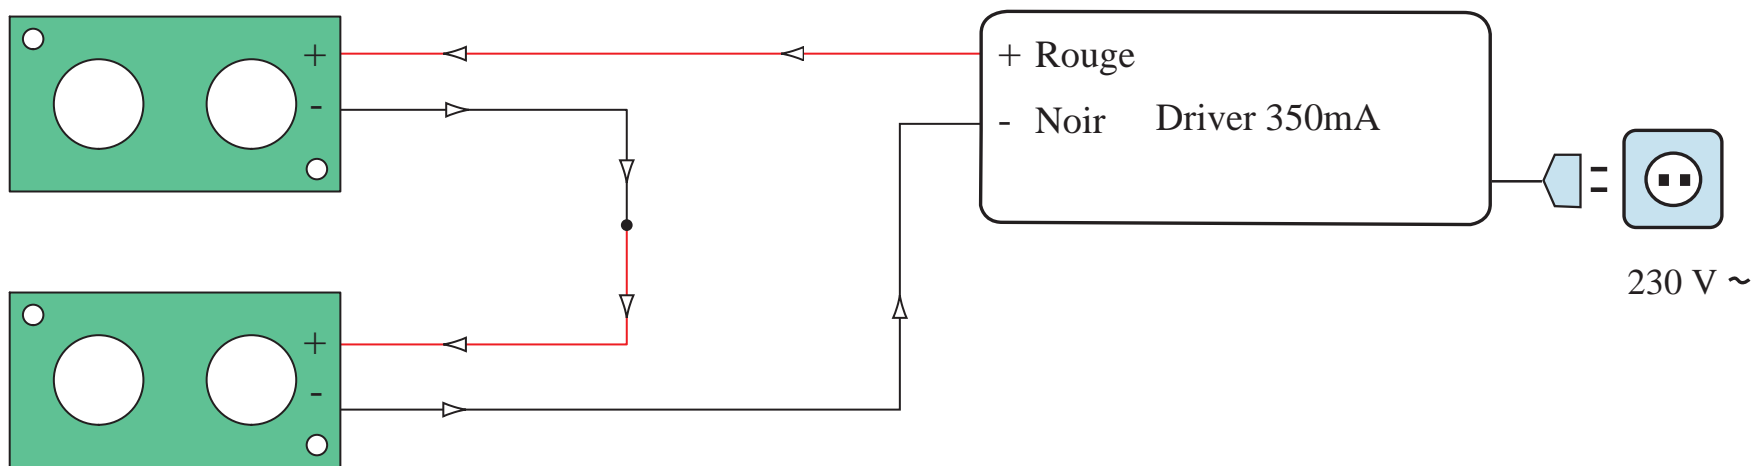 +
-
+ Rouge
- Noir
Driver 350mA
230 V ~
+
-